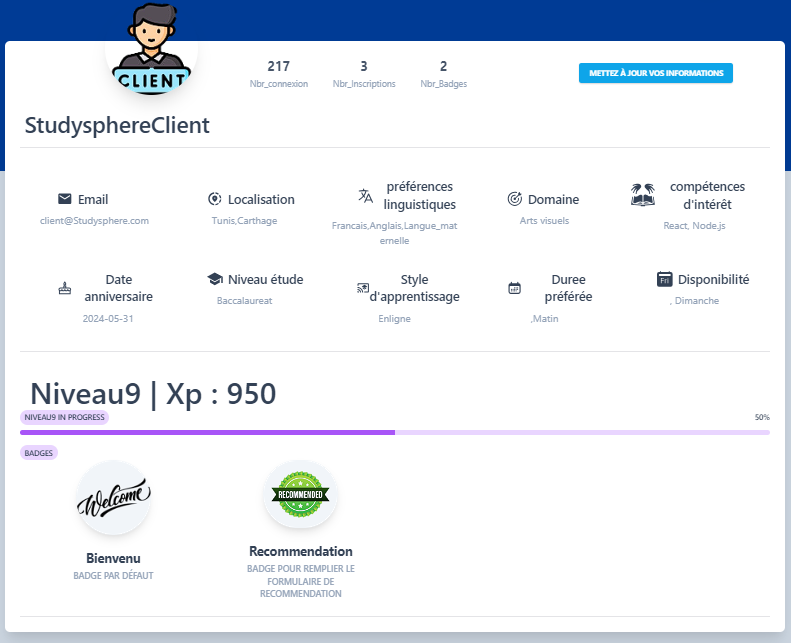 CLIENT
217
3
2
Nbr_connexion
Nbr_Inscriptions
Nbr_Badges
METTEZ À JOUR VOS INFORMATIONS
StudysphereClient
Email
client@Studysphere.com
Localisation
Tunis,Carthage
préférences
linguistiques
Francais,Anglais,Langue_mat
ernelle
Domaine
Arts visuels
compétences
d'intérêt
React, Node.js
Date
anniversaire
2024-05-31
Niveau étude
Baccalaureat
Style
d'apprentissage
Enligne
Duree
préférée
,Matin
Fri
Disponibilité
, Dimanche
Niveau9 | Xp : 950
NIVEAU9 IN PROGRESS
50%
BADGES
Welcome
RECOMMENDED
Bienvenu
BADGE PAR DÉFAUT
Recommendation
BADGE POUR REMPLIER LE
FORMULAIRE DE
RECOMMENDATION